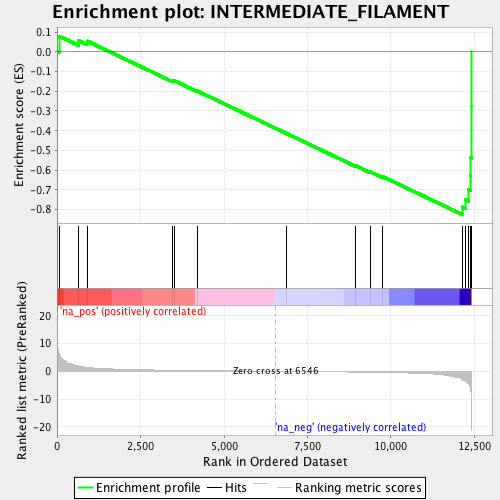 Enrichment plot: INTERMEDIATE_FILAMENT
Enrichment score (ES)
0.1
0.0
-0.1
-0.2
-0.3
-0.4
-0.5
-0.6
-0.7
-0.8
'na_pos' (positively correlated)
Ranked list metric (PreRanked)
20
10
0
-10
-20
Zero cross at 6546
'na_neg' (negatively correlated)
0
2,500
5,000
7,500
10,000
12,500
Rank in Ordered Dataset
Enrichment profile
Hits
Ranking metric scores